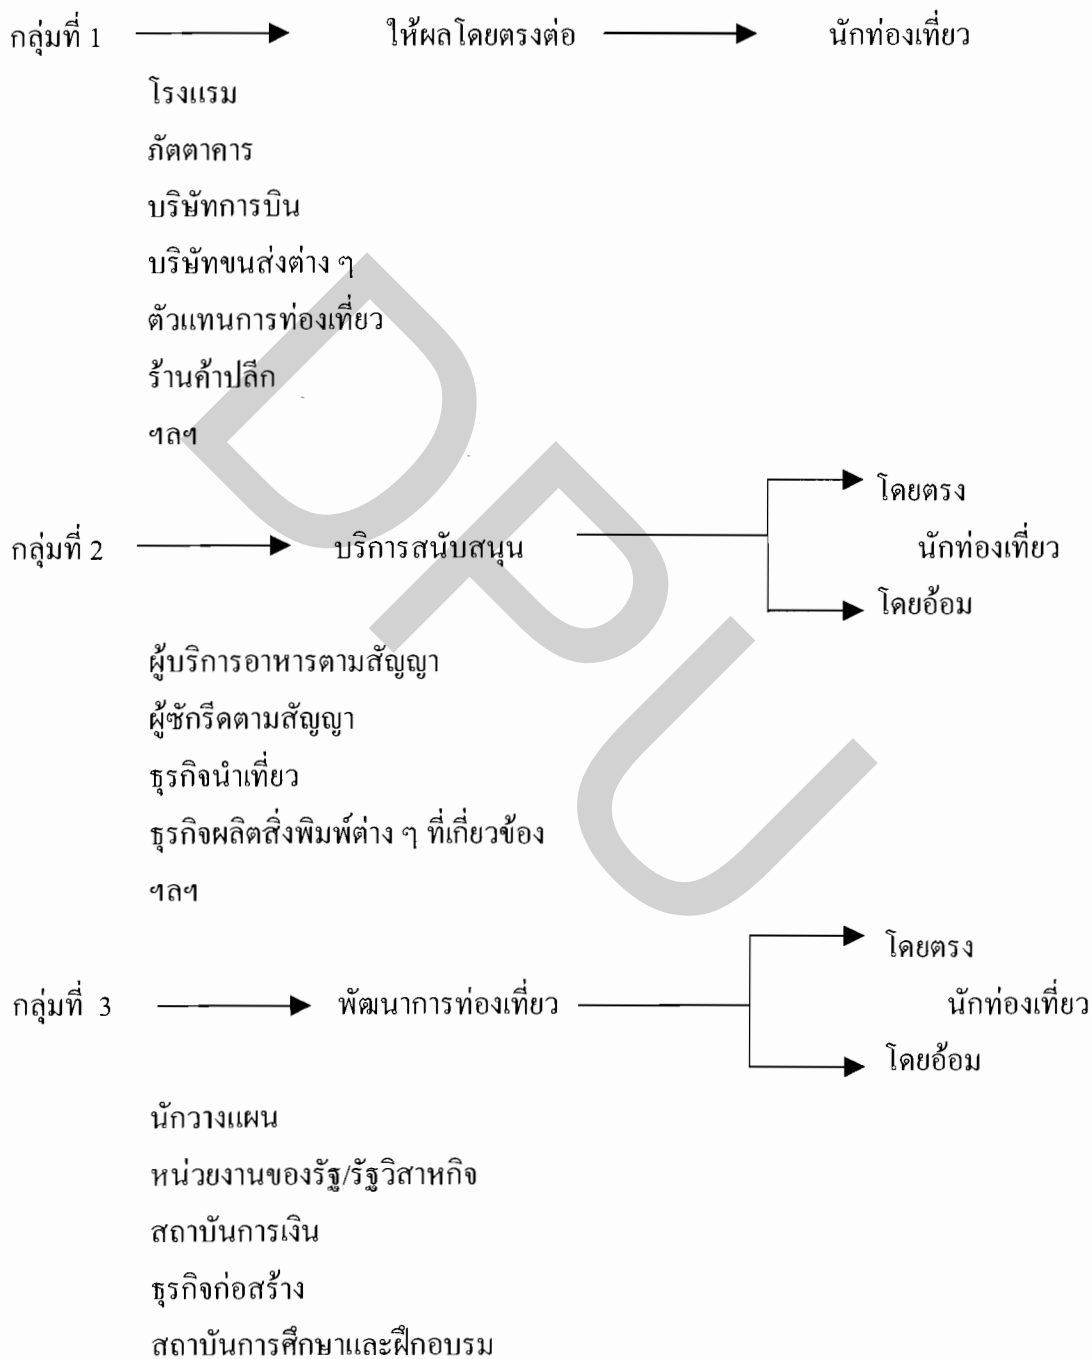 กลุ่มที่ 1 ให้ผลโดยตรงต่อ นักท่องเที่ยว
โรงแรม
ภัตตาคาร
บริษัทการบิน
บริษัทขนส่งต่าง ๆ
ตัวแทนการท่องเที่ยว
ร้านค้าปลีก
ฯลฯ
โดยตรง
กลุ่มที่ 2 บริการสนับสนุน นักท่องเที่ยว
โดยอ้อม
ผู้บริการอาหารตามสัญญา
ผู้ซักรีดตามสัญญา
ธุรกิจนำเที่ยว
ธุรกิจผลิตสิ่งพิมพ์ต่าง ๆ ที่เกี่ยวข้อง
ฯลฯ
โดยตรง
กลุ่มที่ 3 พัฒนาการท่องเที่ยว นักท่องเที่ยว
โดยอ้อม
นักวางแผน
หน่วยงานของรัฐ/รัฐวิสาหกิจ
สถาบันการเงิน
ธุรกิจก่อสร้าง
สถาบันการศึกษาและฝึกอบรม
DPU